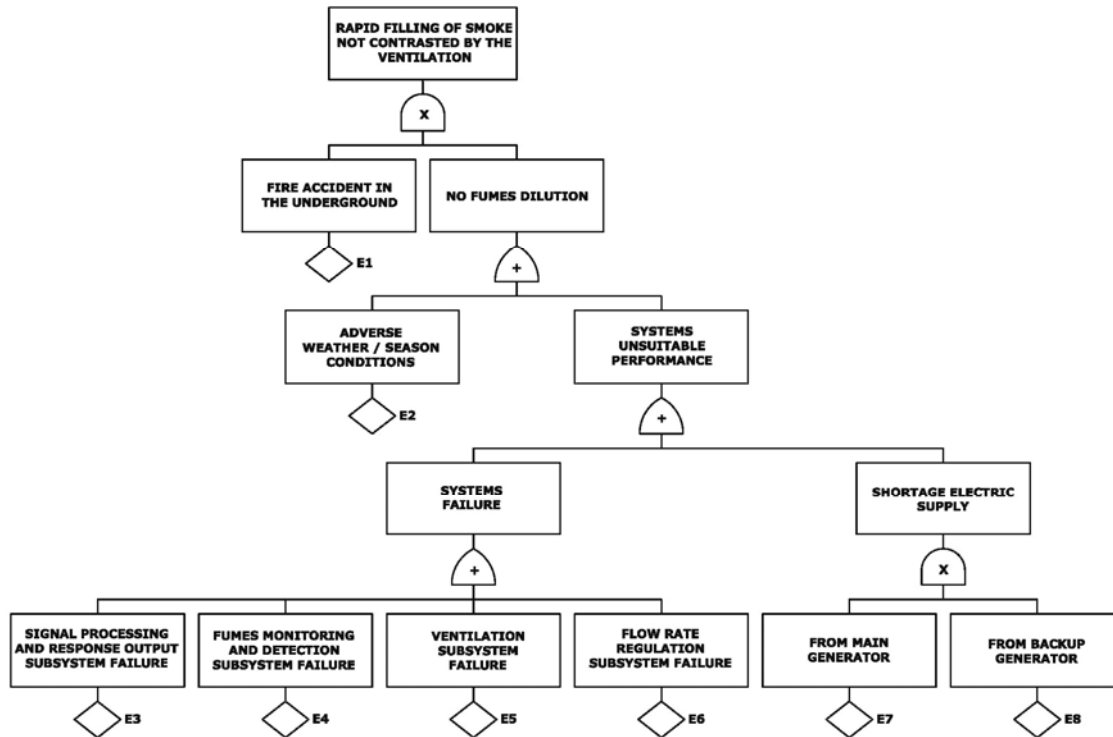 RAPID FILLING OF SMOKE
NOT CONTRASTED BY THE
VENTILATION
X
FIRE ACCIDENT IN
THE UNDERGROUND
NO FUMES DILUTION
E1
+
ADVERSE
WEATHER / SEASON
CONDITIONS
SYSTEMS
UNSUITABLE
PERFORMANCE
E2
+
SYSTEMS
FAILURE
SHORTAGE ELECTRIC
SUPPLY
+
X
SIGNAL PROCESSING
AND RESPONSE OUTPUT
SUBSYSTEM FAILURE
FUMES MONITORING
AND DETECTION
SUBSYSTEM FAILURE
VENTILATION
SUBSYSTEM
FAILURE
FLOW RATE
REGULATION
SUBSYSTEM FAILURE
FROM MAIN
GENERATOR
FROM BACKUP
GENERATOR
E3
E4
E5
E6
E7
E8